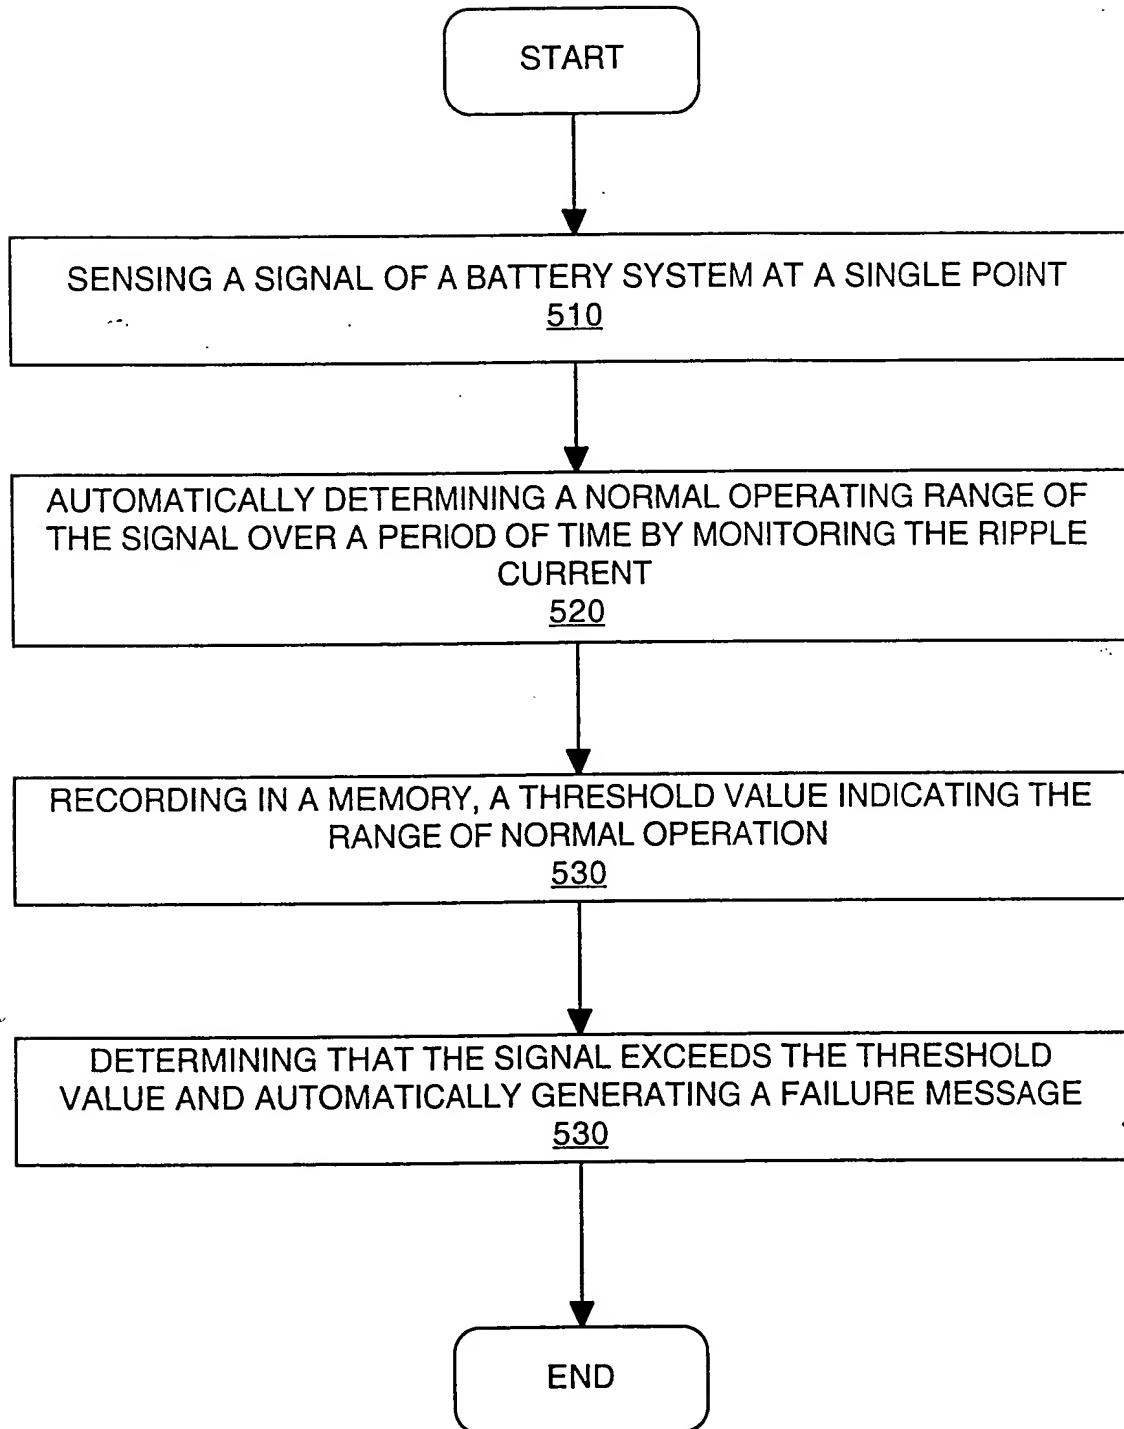 START
SENSING A SIGNAL OF A BATTERY SYSTEM AT A SINGLE POINT
510
AUTOMATICALLY DETERMINING A NORMAL OPERATING RANGE OF
THE SIGNAL OVER A PERIOD OF TIME BY MONITORING THE RIPPLE
CURRENT
520
RECORDING IN A MEMORY, A THRESHOLD VALUE INDICATING THE
RANGE OF NORMAL OPERATION
530
DETERMINING THAT THE SIGNAL EXCEEDS THE THRESHOLD
VALUE AND AUTOMATICALLY GENERATING A FAILURE MESSAGE
530
END